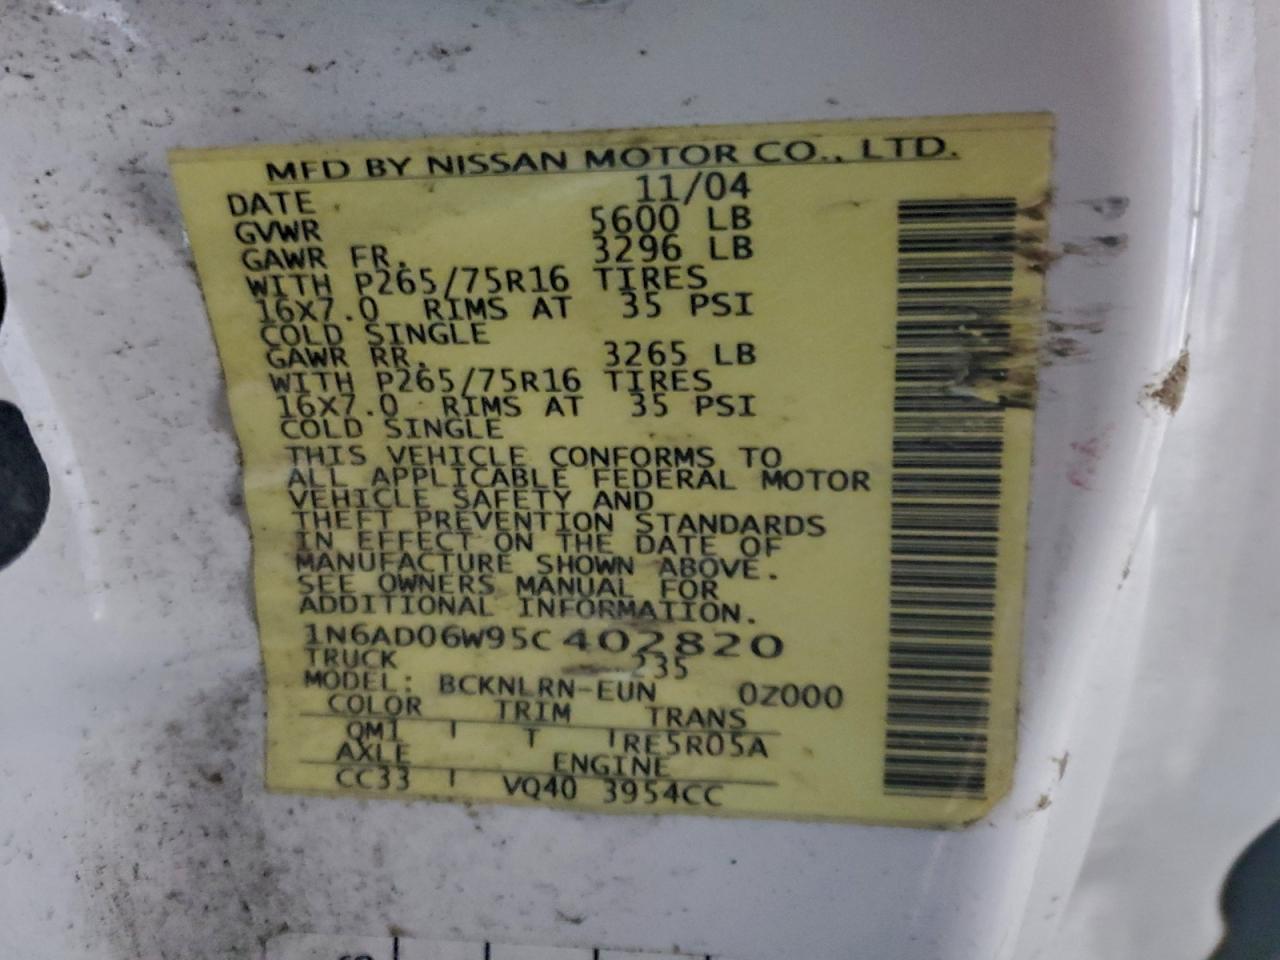 MFD BY NISSAN MOTOR CO., LTD.
DATE 11/04
GVWR 5600 LB
GAWR FR. 3296 LB
WITH P265/75R16 TIRES
16X7.0 RIMS AT 35 PSI
COLD SINGLE
GAWR RR. 3265 LB
WITH P265/75R16 TIRES
16X7.0 RIMS AT 35 PSI
COLD SINGLE
THIS VEHICLE CONFORMS TO
ALL APPLICABLE FEDERAL MOTOR
VEHICLE SAFETY AND
THEFT PREVENTION STANDARDS
IN EFFECT ON THE DATE OF
MANUFACTURE SHOWN ABOVE.
SEE OWNERS MANUAL FOR
ADDITIONAL INFORMATION.
1N6AD06W95C402820
TRUCK 235
MODEL: BCKNLRN-EUN 0Z000
COLOR TRIM TRANS
QM1 T RE5R05A
AXLE ENGINE
CC33 VQ40 3954CC